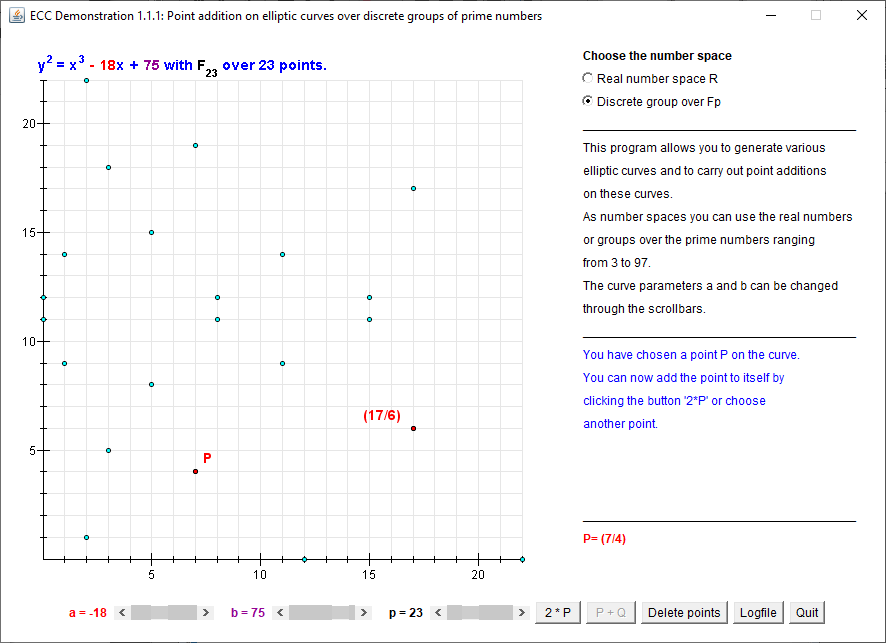 ECC Demonstration 1.1.1: Point addition on elliptic curves over discrete groups of prime numbers
y² = x³ - 18x + 75 with F₂₃ over 23 points.
20
15
10
5
(17/6)
P
5
10
15
20
Choose the number space
Real number space R
Discrete group over Fp
This program allows you to generate various
elliptic curves and to carry out point additions
on these curves.
As number spaces you can use the real numbers
or groups over the prime numbers ranging
from 3 to 97.
The curve parameters a and b can be changed
through the scrollbars.
You have chosen a point P on the curve.
You can now add the point to itself by
clicking the button '2*P' or choose
another point.
P= (7/4)
a = -18
b = 75
p = 23
2 * P
P + Q
Delete points
Logfile
Quit